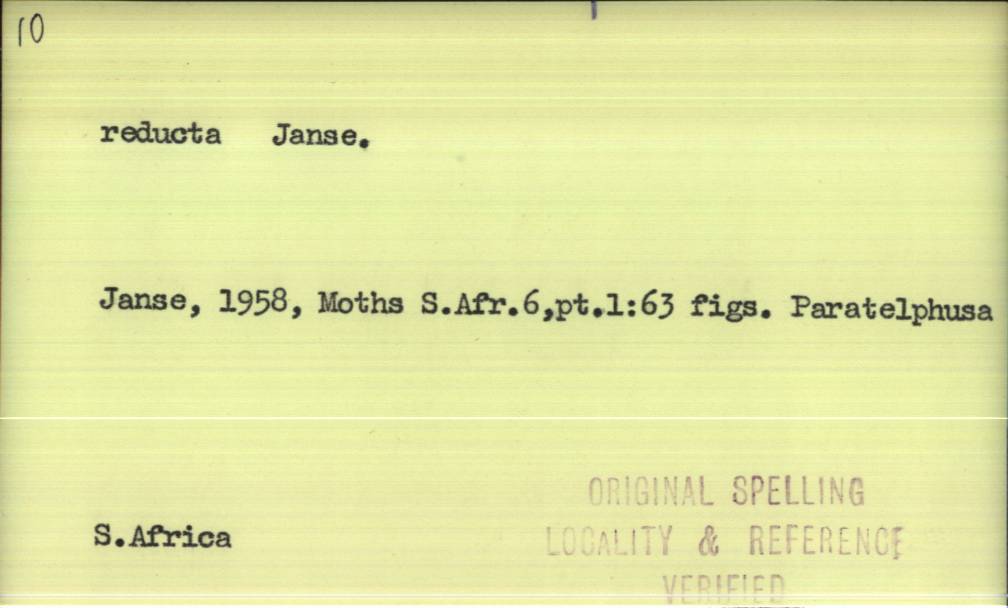 10
reducta Janse.
Janse, 1958, Moths S.Afr.6,pt.1:63 figs. Paratelphusa
S.Africa
ORIGINAL SPELLING
LOCALITY & REFERENCE
VERIFIED